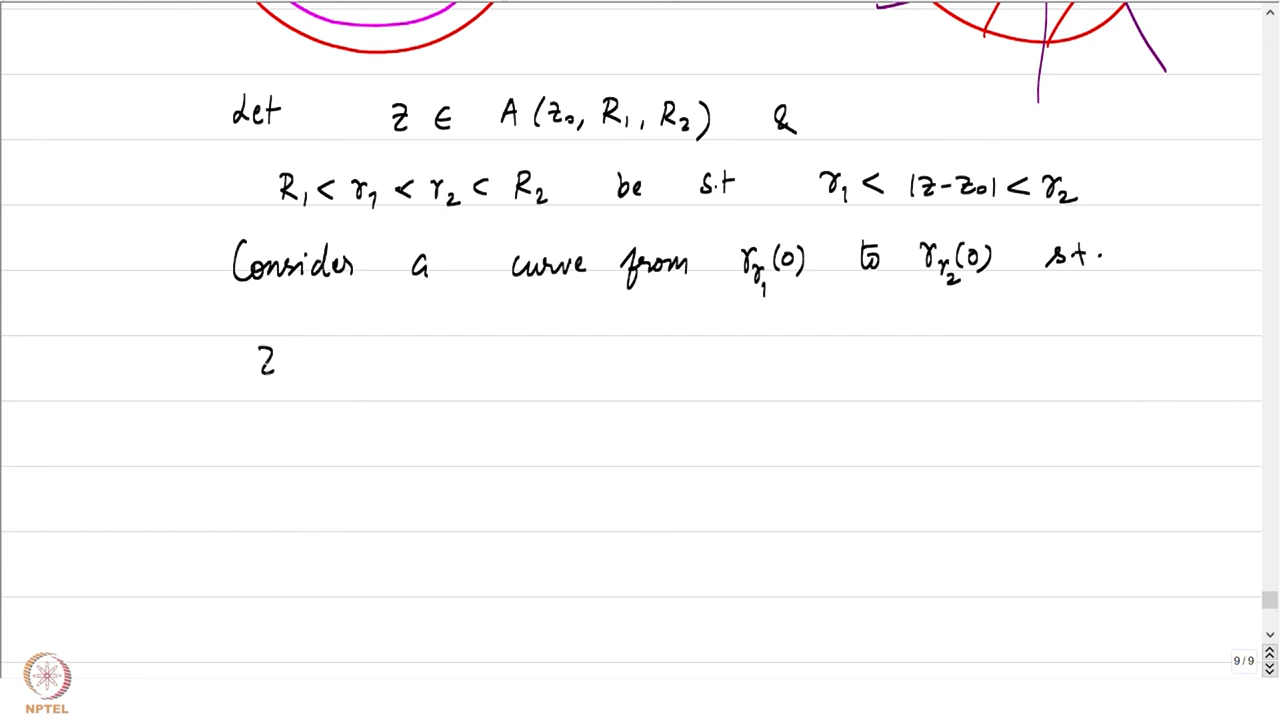 Let z ∈ A(z₀, R₁, R₂) &
R₁ < r₁ < r₂ < R₂ be s.t r₁ < |z-z₀| < r₂
Consider a curve from γ_{r₁}(0) to γ_{r₂}(0) s.t.
Z
9/9
NPTEL